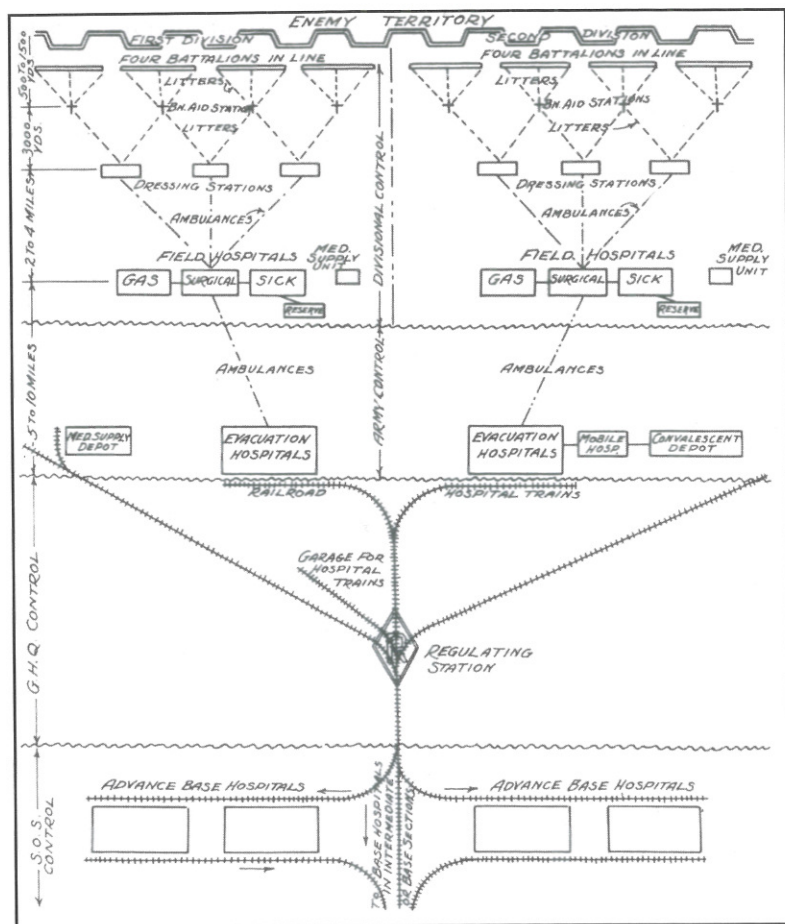 ENEMY TERRITORY
FIRST DIVISION
SECOND DIVISION
FOUR BATTALIONS IN LINE
FOUR BATTALIONS IN LINE
LITTERS
LITTERS
BN. AID STATIONS
BN. AID STATIONS
LITTERS
LITTERS
DRESSING STATIONS
DRESSING STATIONS
AMBULANCES
AMBULANCES
FIELD HOSPITALS
MED.
SUPPLY
UNIT
FIELD HOSPITALS
MED.
SUPPLY
UNIT
GAS
SURGICAL
SICK
RESERVE
GAS
SURGICAL
SICK
RESERVE
500 TO 1500
YDS.
3000
YDS.
2 TO 4 MILES
5 TO 10 MILES
DIVISIONAL CONTROL
ARMY CONTROL
AMBULANCES
AMBULANCES
MED. SUPPLY
DEPOT
EVACUATION
HOSPITALS
EVACUATION
HOSPITALS
MOBILE
HOSP.
CONVALESCENT
DEPOT
RAILROAD
HOSPITAL TRAINS
GARAGE FOR
HOSPITAL
TRAINS
REGULATING
STATION
G.H.Q. CONTROL
ADVANCE BASE HOSPITALS
ADVANCE BASE HOSPITALS
TO BASE HOSPITALS
IN INTERMEDIATE
OR BASE SECTIONS
S.O.S.
CONTROL